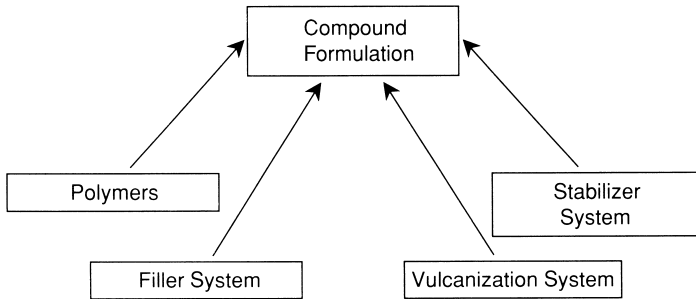 Compound
Formulation
Polymers
Stabilizer
System
Filler System
Vulcanization System